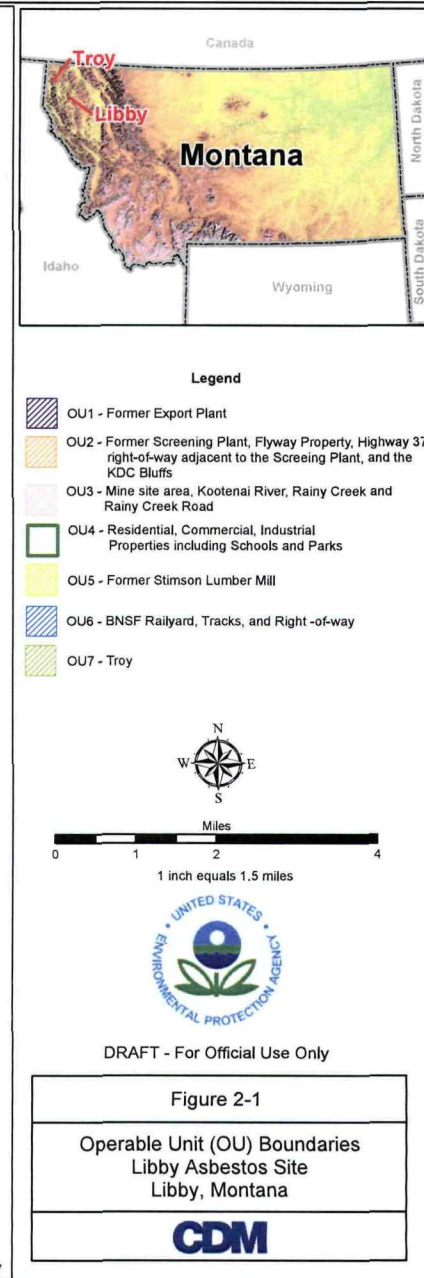 Canada
Troy
Libby
Montana
North Dakota
South Dakota
Idaho
Wyoming
Legend
OU1 - Former Export Plant
OU2 - Former Screening Plant, Flyway Property, Highway 37
right-of-way adjacent to the Screeing Plant, and the
KDC Bluffs
OU3 - Mine site area, Kootenai River, Rainy Creek and
Rainy Creek Road
OU4 - Residential, Commercial, Industrial
Properties including Schools and Parks
OU5 - Former Stimson Lumber Mill
OU6 - BNSF Railyard, Tracks, and Right -of-way
OU7 - Troy
N
W E
S
Miles
0 1 2 4
1 inch equals 1.5 miles
UNITED STATES
ENVIRONMENTAL PROTECTION AGENCY
DRAFT - For Official Use Only
Figure 2-1
Operable Unit (OU) Boundaries
Libby Asbestos Site
Libby, Montana
CDM